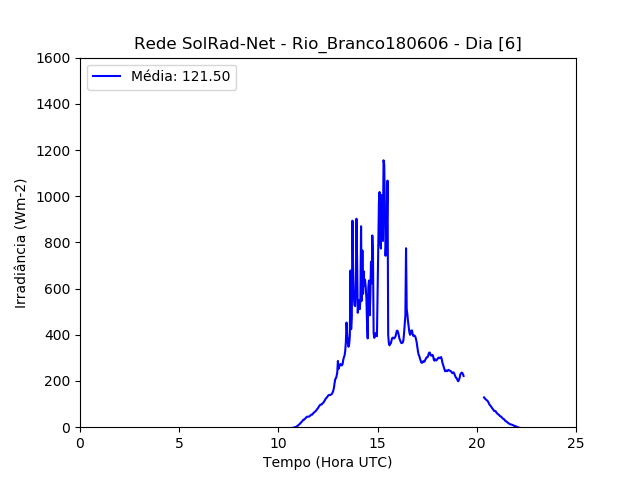 Rede SolRad-Net - Rio_Branco180606 - Dia [6]
Média: 121.50
1600
1400
1200
1000
800
600
400
200
0
Irradiância (Wm-2)
0 5 10 15 20 25
Tempo (Hora UTC)